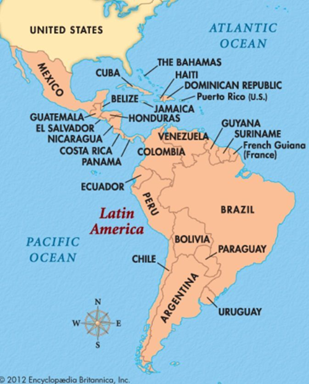 UNITED STATES
ATLANTIC
OCEAN
MEXICO
THE BAHAMAS
CUBA
HAITI
DOMINICAN REPUBLIC
Puerto Rico (U.S.)
BELIZE
JAMAICA
GUATEMALA
HONDURAS
EL SALVADOR
NICARAGUA
COSTA RICA
PANAMA
VENEZUELA
GUYANA
SURINAME
French Guiana
(France)
COLOMBIA
ECUADOR
PERU
BRAZIL
Latin
America
PACIFIC
OCEAN
BOLIVIA
PARAGUAY
CHILE
ARGENTINA
URUGUAY
N
W
E
S
© 2012 Encyclopædia Britannica, Inc.